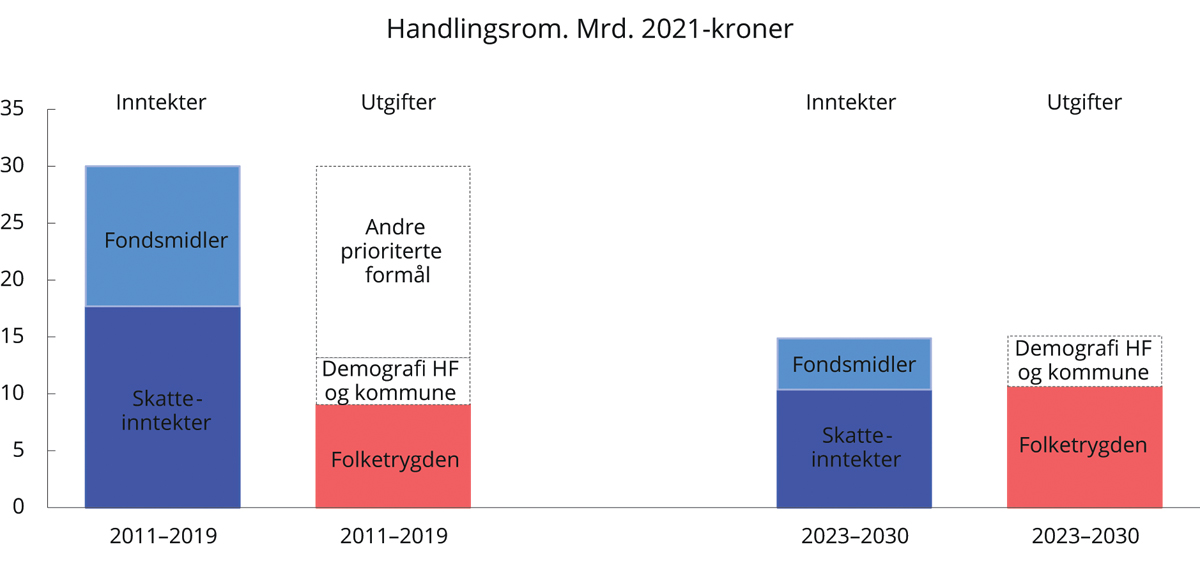 Handlingsrom. Mrd. 2021-kroner
Inntekter
Utgifter
Inntekter
Utgifter
35
30
25
20
15
10
5
0
Fondsmidler
Skatte-
inntekter
Andre
prioriterte
formål
Demografi HF
og kommune
Folketrygden
Fondsmidler
Skatte-
inntekter
Demografi HF
og kommune
Folketrygden
2011–2019
2011–2019
2023–2030
2023–2030